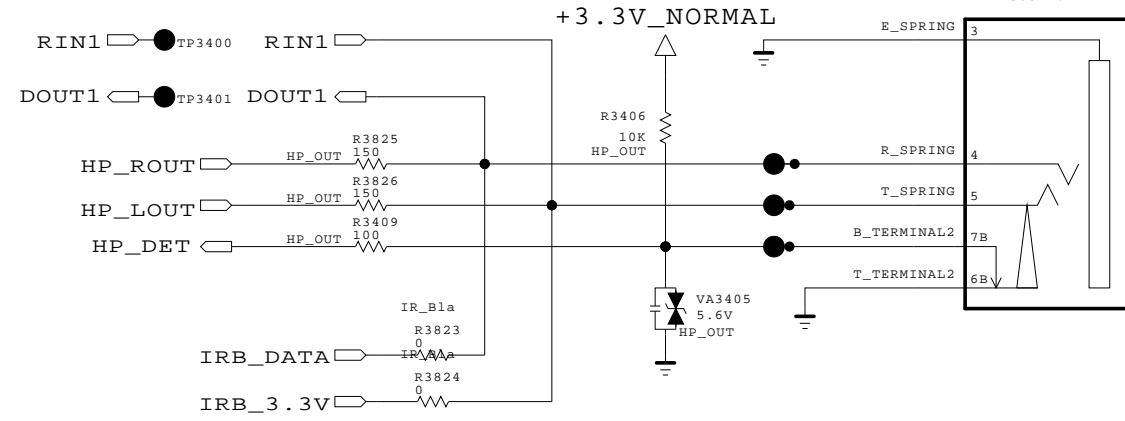 +3.3V_NORMAL
RIN1
TP3400
RIN1
E_SPRING
3
DOUT1
TP3401
DOUT1
R3406
10K
HP_OUT
R3825
150
HP_ROUT
HP_OUT
R_SPRING
4
R3826
150
HP_LOUT
HP_OUT
T_SPRING
5
R3409
100
HP_DET
HP_OUT
B_TERMINAL2
7B
T_TERMINAL2
6B
VA3405
5.6V
HP_OUT
IR_Bla
R3823
0
IR_Bla
IRB_DATA
R3824
0
IRB_3.3V